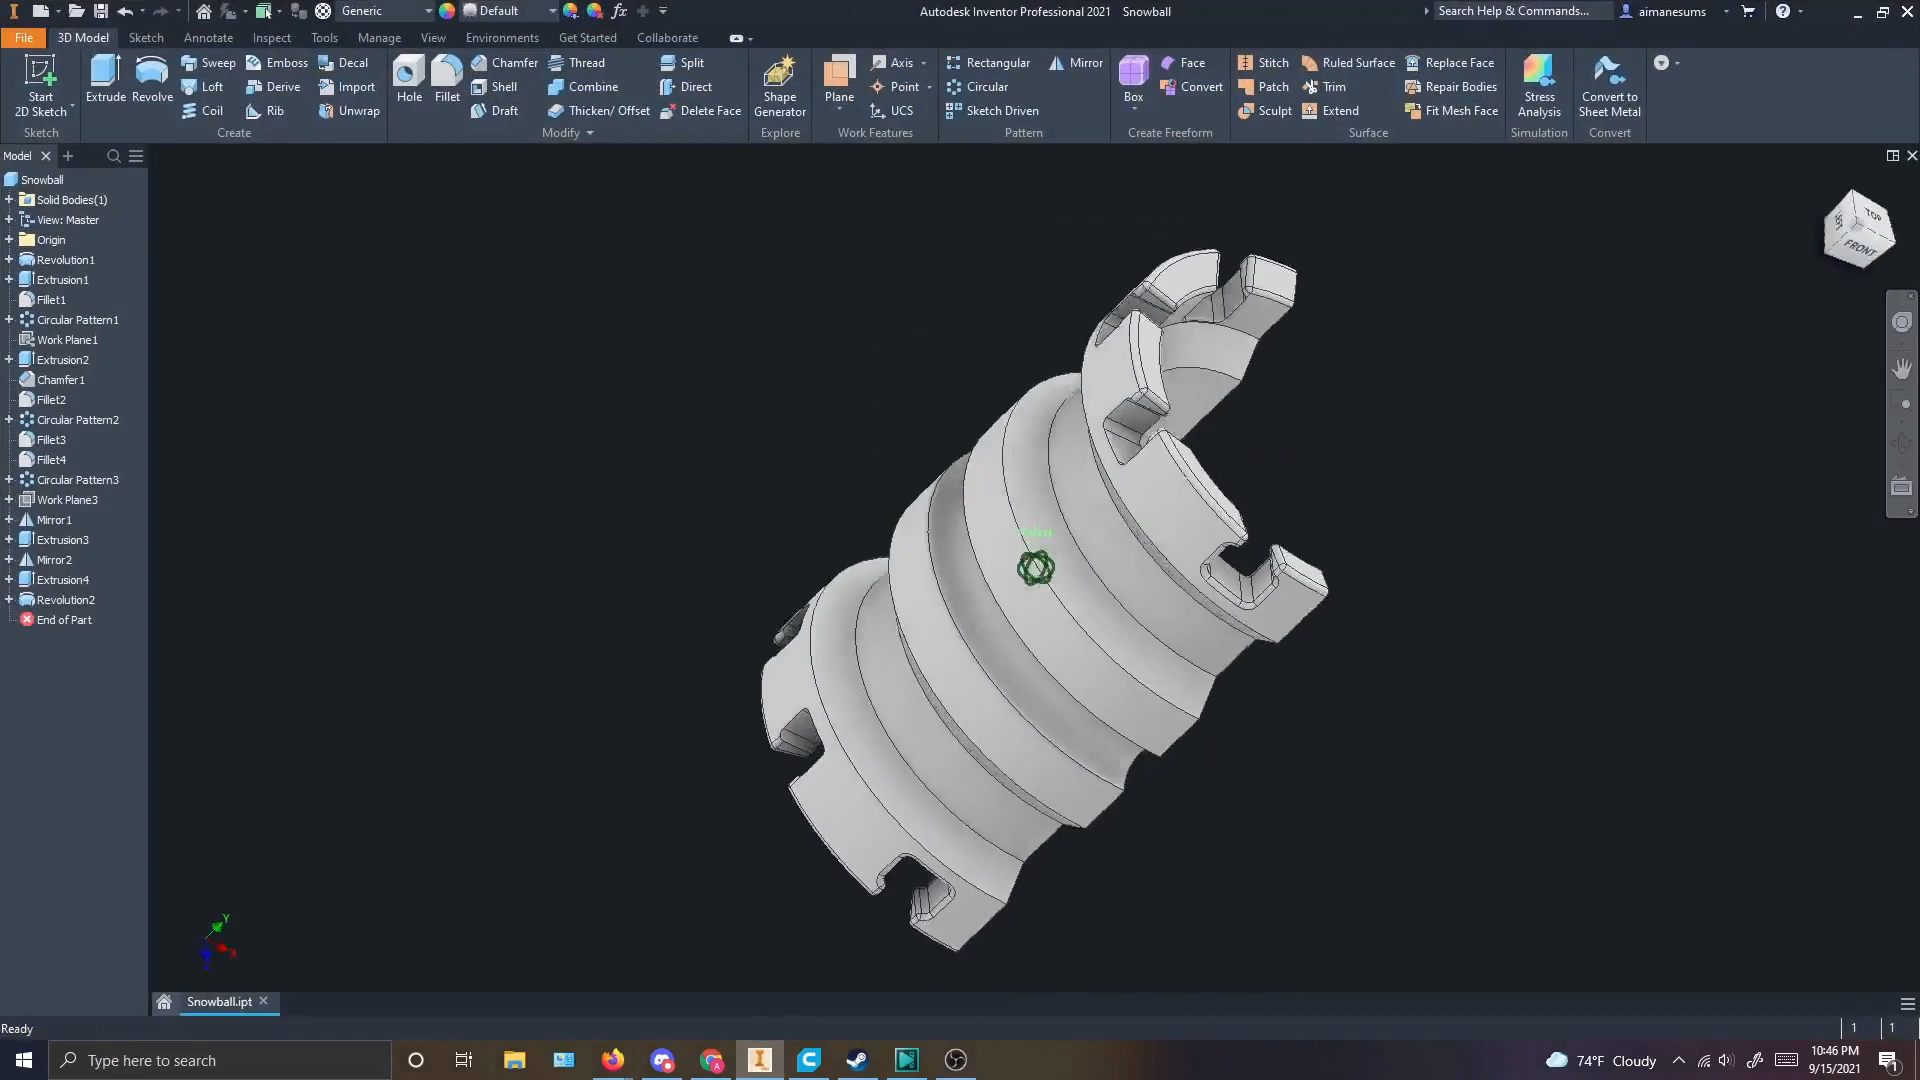 Generic
Default
fx
Autodesk Inventor Professional 2021 Snowball
Search Help & Commands...
aimanesums
File 3D Model Sketch Annotate Inspect Tools Manage View Environments Get Started Collaborate
Start
2D Sketch
Extrude
Revolve
Sweep
Emboss
Decal
Loft
Derive
Import
Coil
Rib
Unwrap
Hole
Fillet
Chamfer
Thread
Split
Shell
Combine
Direct
Draft
Thicken/ Offset
Delete Face
Shape
Generator
Plane
Axis
Point
UCS
Rectangular
Mirror
Circular
Sketch Driven
Box
Face
Convert
Stitch
Ruled Surface
Replace Face
Patch
Trim
Repair Bodies
Sculpt
Extend
Fit Mesh Face
Stress
Analysis
Convert to
Sheet Metal
Sketch Create Modify Explore Work Features Pattern Create Freeform Surface Simulation Convert
Model
Snowball
Solid Bodies(1)
View: Master
Origin
Revolution1
Extrusion1
Fillet1
Circular Pattern1
Work Plane1
Extrusion2
Chamfer1
Fillet2
Circular Pattern2
Fillet3
Fillet4
Circular Pattern3
Work Plane3
Mirror1
Extrusion3
Mirror2
Extrusion4
Revolution2
End of Part
TOP
FRONT
Y
X
Z
Snowball.ipt
Ready
1 1
Type here to search
74°F Cloudy
10:46 PM
9/15/2021
1